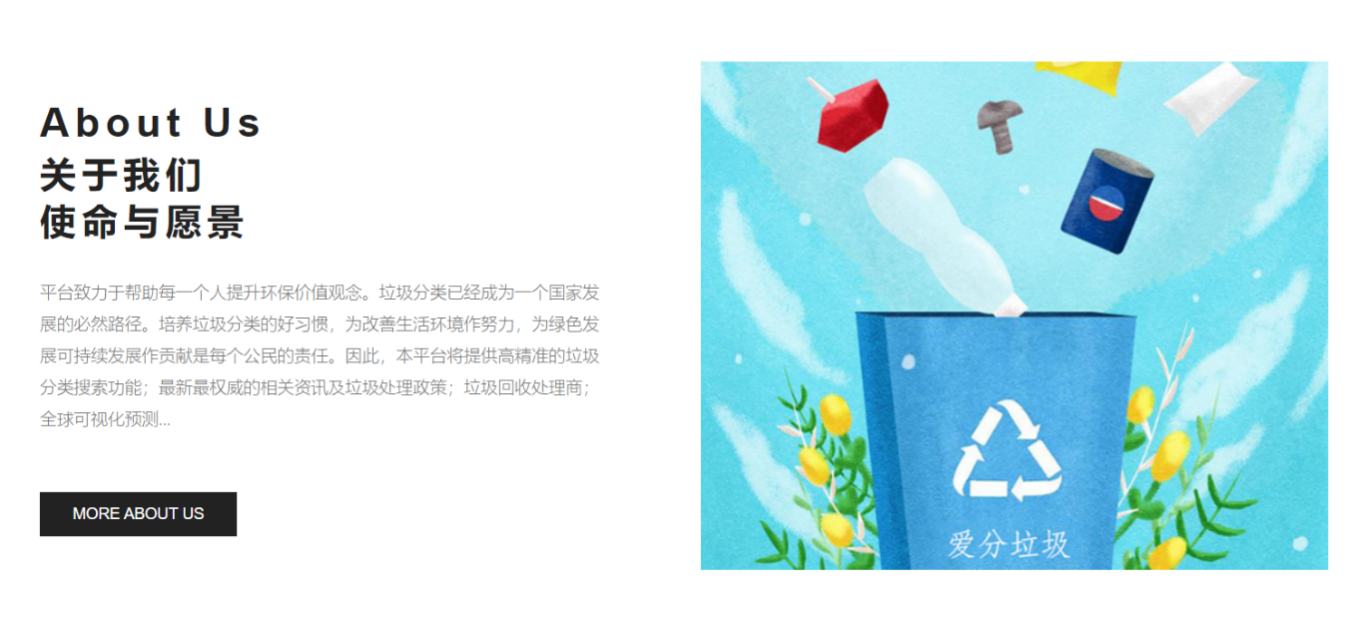 About Us
关于我们
使命与愿景
平台致力于帮助每一个人提升环保价值观念。垃圾分类已经成为一个国家发
展的必然路径。培养垃圾分类的好习惯，为改善生活环境作努力，为绿色发
展可持续发展作贡献是每个公民的责任。因此，本平台将提供高精准的垃圾
分类搜索功能；最新最权威的相关资讯及垃圾处理政策；垃圾回收处理商；
全球可视化预测...
MORE ABOUT US
爱分垃圾